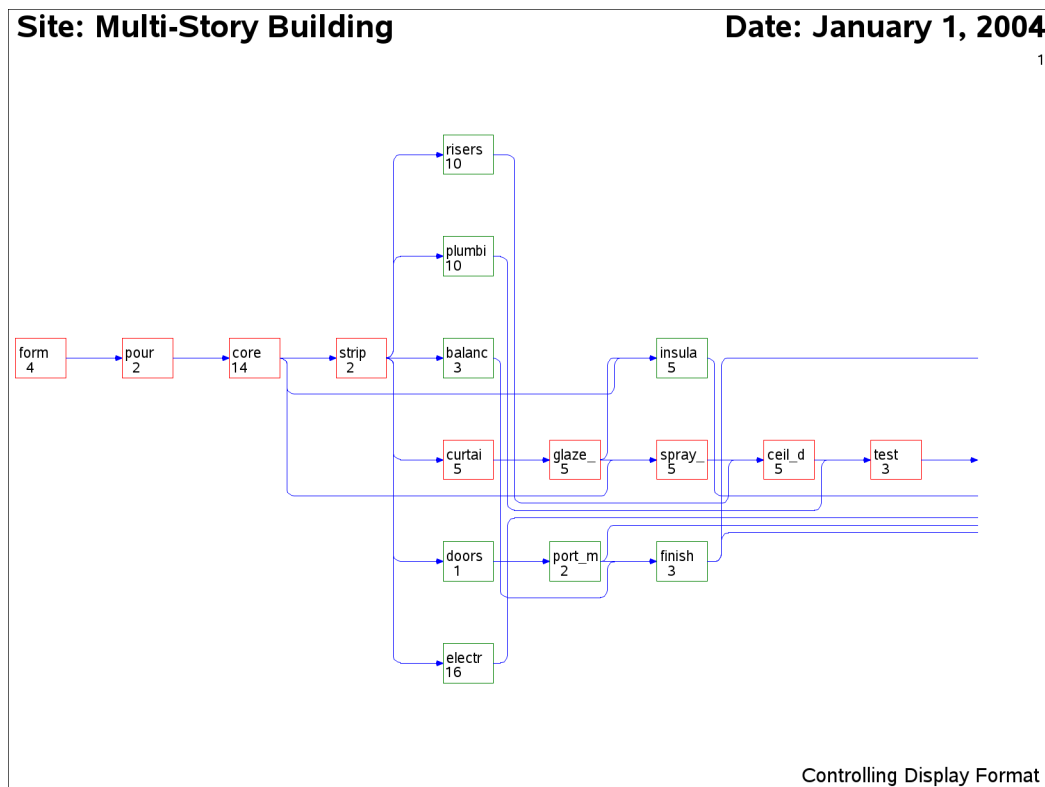 Site: Multi-Story Building
Date: January 1, 2004
1
risers
10
plumbi
10
form
4
pour
2
core
14
strip
2
balanc
3
insula
5
curtai
5
glaze_
5
spray_
5
ceil_d
5
test
3
doors
1
port_m
2
finish
3
electr
16
Controlling Display Format